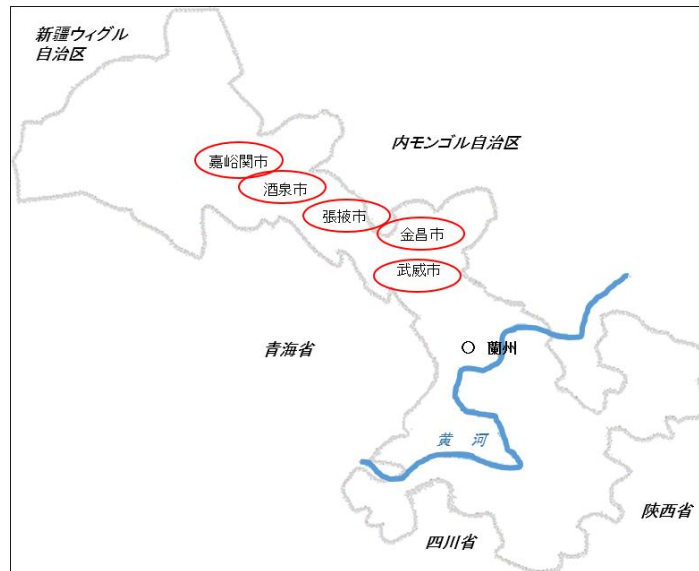 新疆ウィグル
自治区
内モンゴル自治区
嘉峪関市
酒泉市
張掖市
金昌市
武威市
青海省
蘭州
黄 河
陝西省
四川省